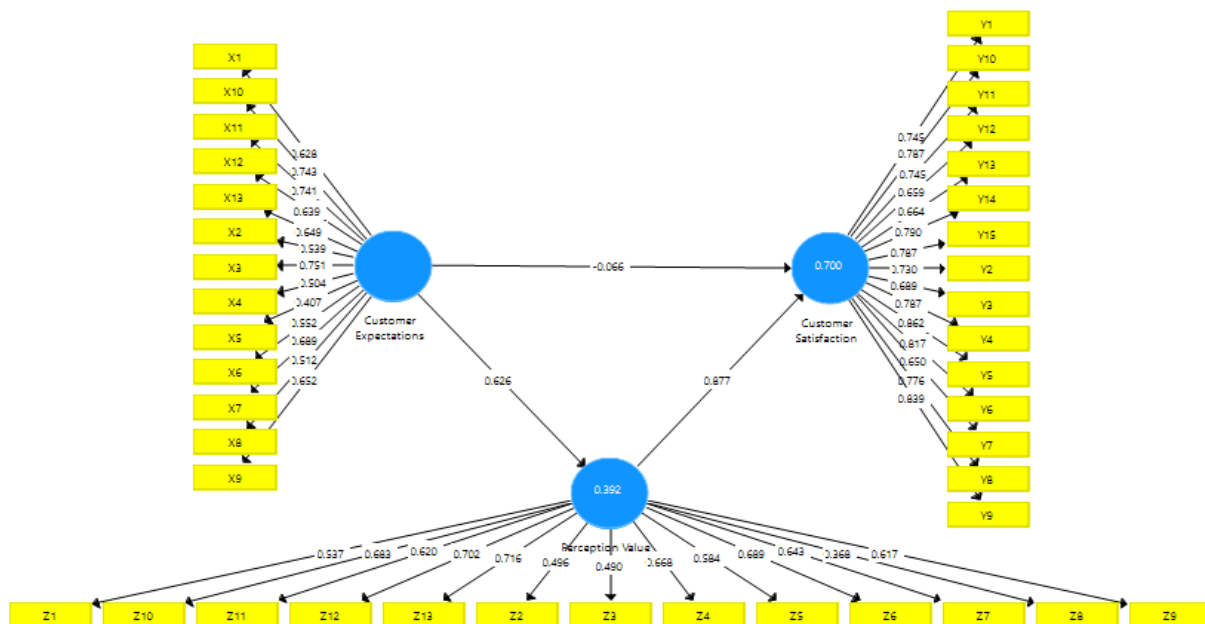 X1
X10
X11
X12
X13
X2
X3
X4
X5
X6
X7
X8
X9
0.628
0.743
0.741
0.639
0.649
0.539
0.751
0.504
0.407
0.552
0.689
0.512
0.652
Customer
Expectations
-0.066
0.626
0.877
0.700
Customer
Satisfaction
0.745
0.787
0.745
0.659
0.664
0.790
0.787
0.730
0.689
0.787
0.862
0.817
0.650
0.776
0.839
Y1
Y10
Y11
Y12
Y13
Y14
Y15
Y2
Y3
Y4
Y5
Y6
Y7
Y8
Y9
0.392
Perception Value
0.537
0.683
0.620
0.702
0.716
0.496
0.490
0.668
0.584
0.689
0.643
0.368
0.617
Z1
Z10
Z11
Z12
Z13
Z2
Z3
Z4
Z5
Z6
Z7
Z8
Z9